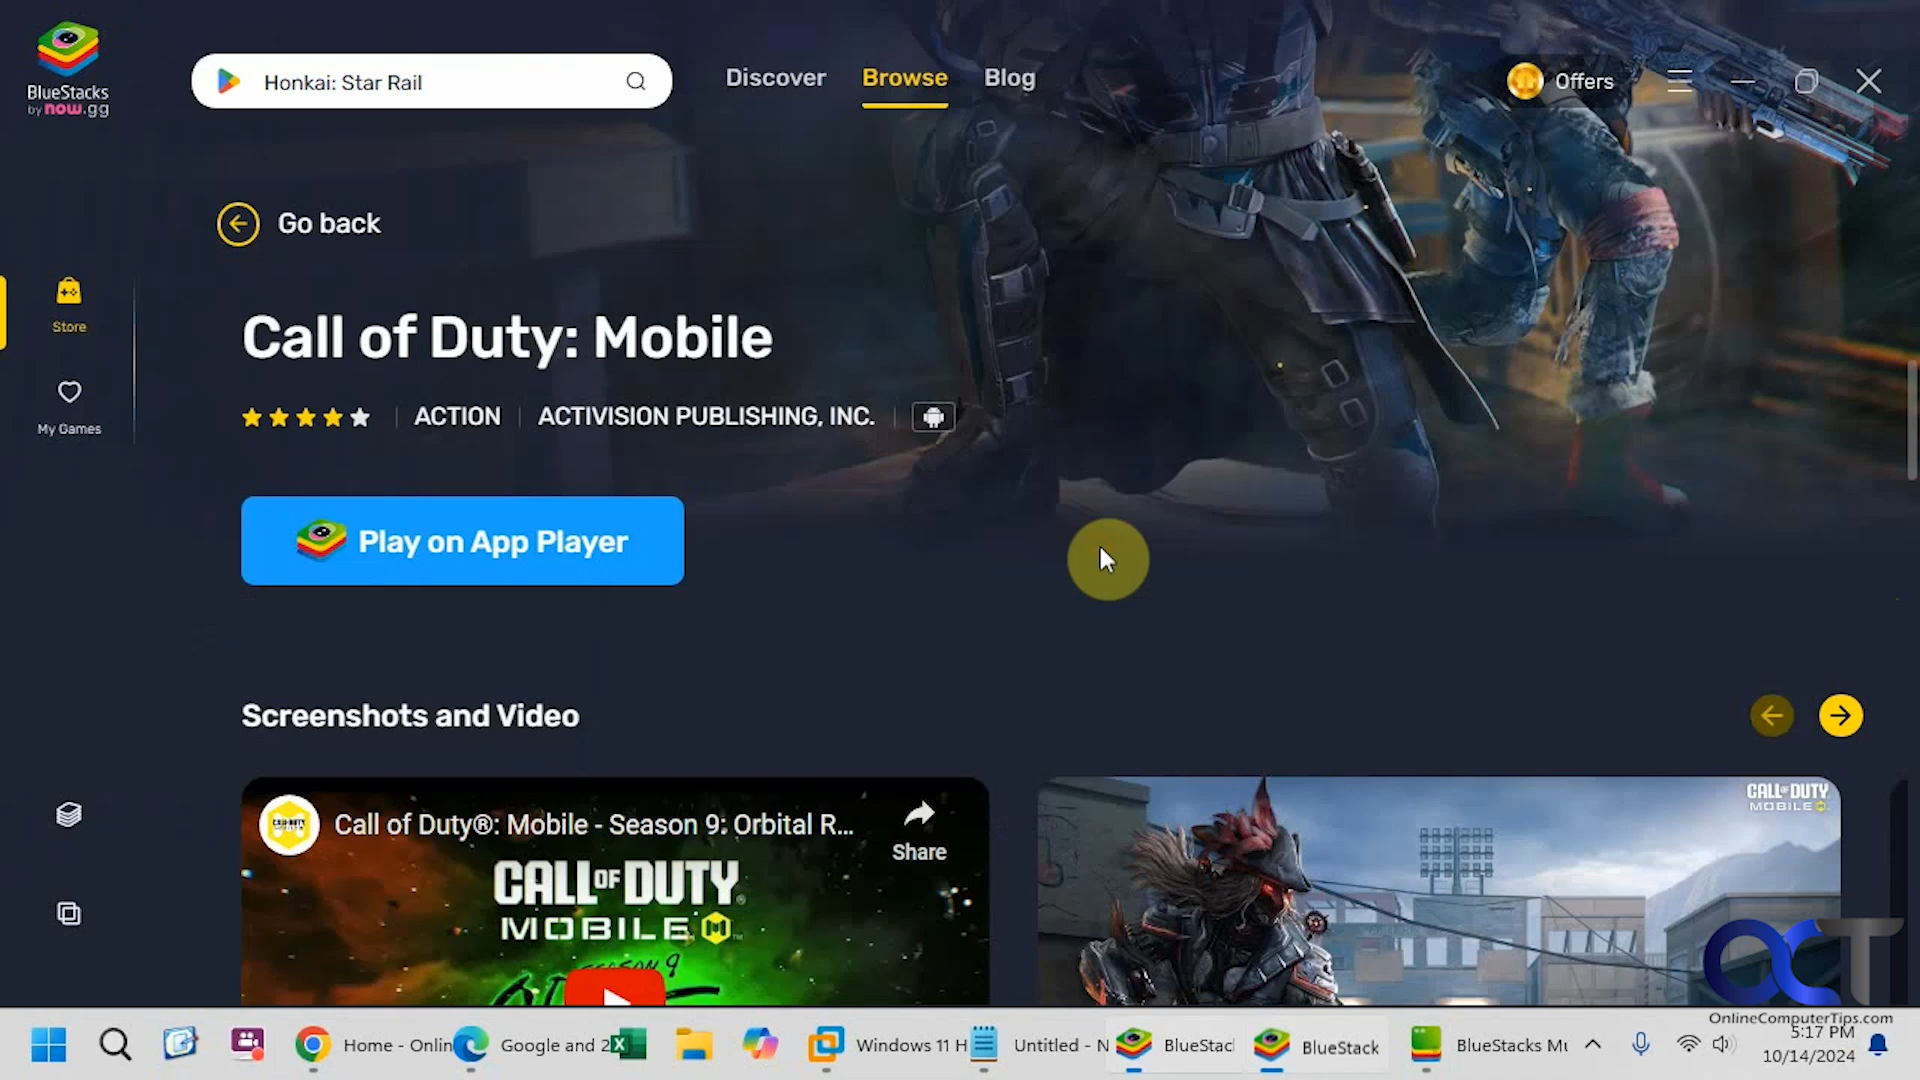 BlueStacks
by now.gg
Honkai: Star Rail
Discover
Browse
Blog
Offers
Go back
Store
My Games
Call of Duty: Mobile
ACTION
ACTIVISION PUBLISHING, INC.
Play on App Player
Screenshots and Video
Call of Duty®: Mobile - Season 9: Orbital R...
Share
CALL OF DUTY®
MOBILE
SEASON 9
CALL OF DUTY
MOBILE
OCT
OnlineComputerTips.com
Home - Onlin
Google and 2
Windows 11 H
Untitled - N
BlueStac
BlueStack
BlueStacks Mu
5:17 PM
10/14/2024